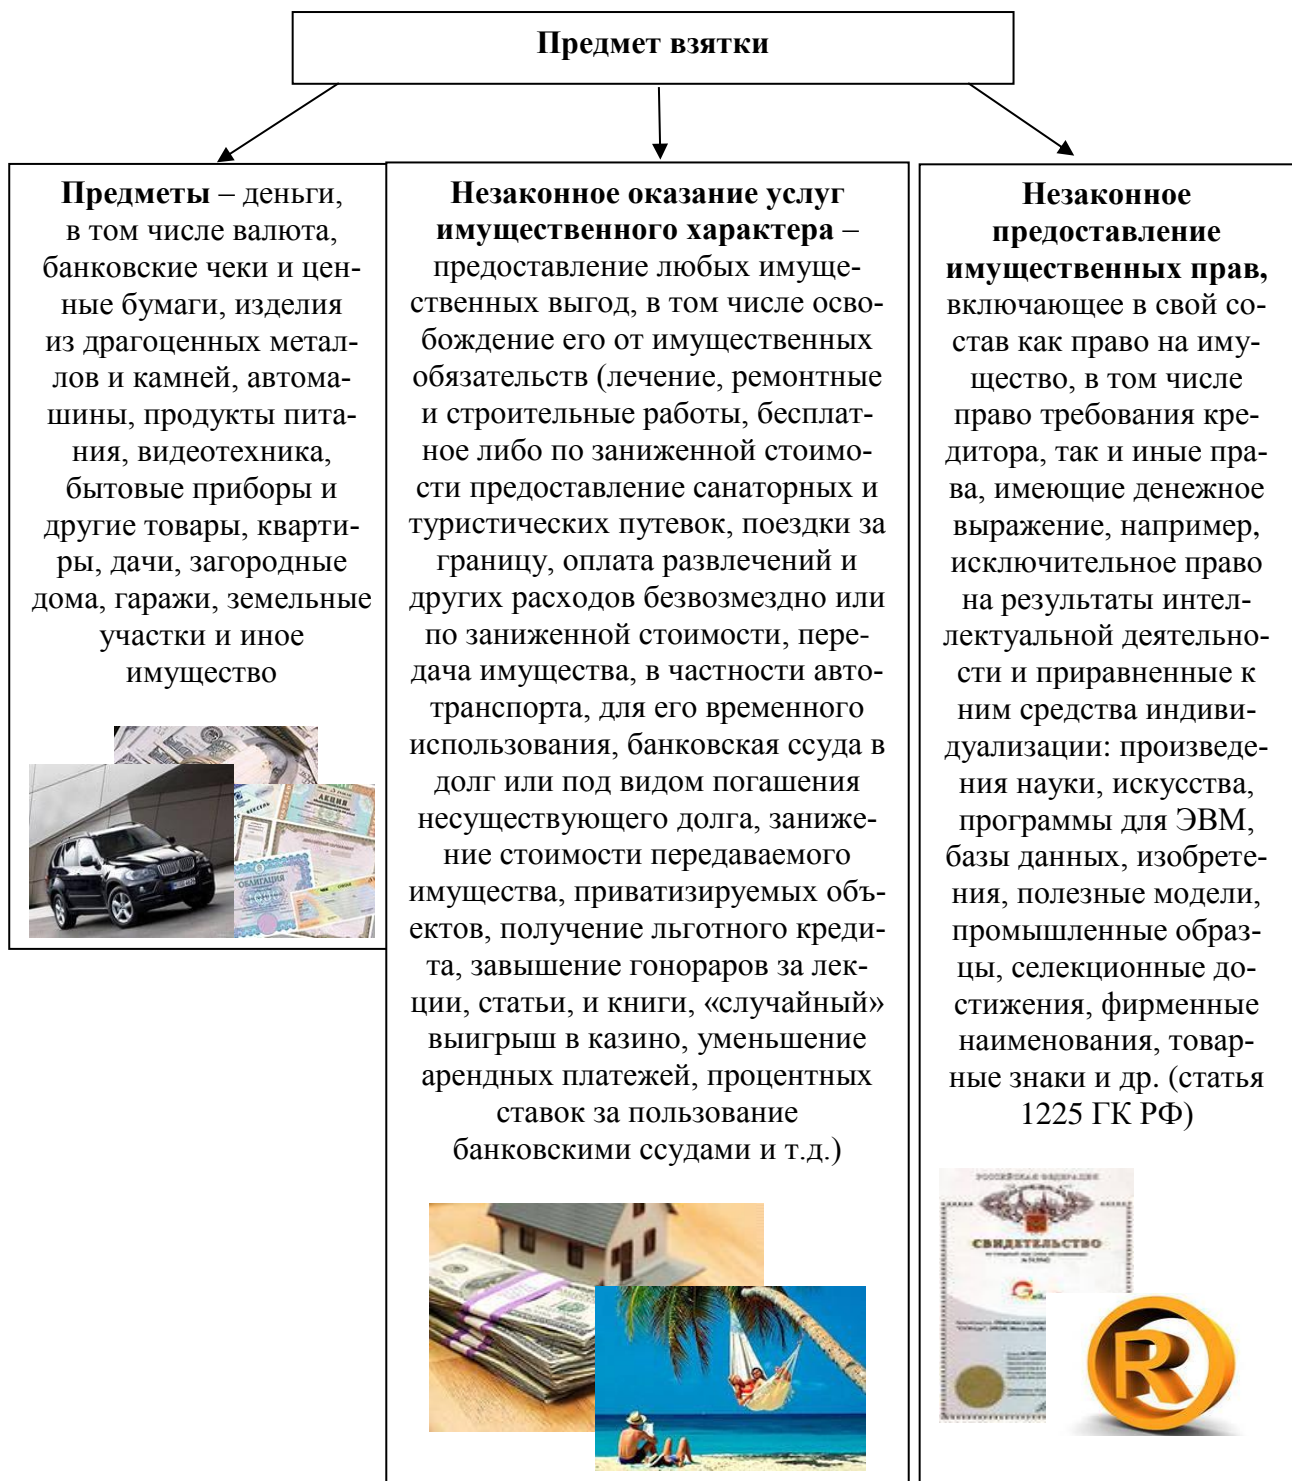 Предмет взятки
Предметы – деньги,
в том числе валюта,
банковские чеки и цен-
ные бумаги, изделия
из драгоценных метал-
лов и камней, автома-
шины, продукты пита-
ния, видеотехника,
бытовые приборы и
другие товары, кварти-
ры, дачи, загородные
дома, гаражи, земельные
участки и иное
имущество
АКЦИЯ
ОБЛИГАЦИЯ
Незаконное оказание услуг
имущественного характера –
предоставление любых имуще-
ственных выгод, в том числе осво-
бождение его от имущественных
обязательств (лечение, ремонтные
и строительные работы, бесплат-
ное либо по заниженной стоимо-
сти предоставление санаторных и
туристических путевок, поездки за
границу, оплата развлечений и
других расходов безвозмездно или
по заниженной стоимости, пере-
дача имущества, в частности авто-
транспорта, для его временного
использования, банковская ссуда в
долг или под видом погашения
несуществующего долга, заниже-
ние стоимости передаваемого
имущества, приватизируемых объ-
ектов, получение льготного креди-
та, завышение гонораров за лек-
ции, статьи, и книги, «случайный»
выигрыш в казино, уменьшение
арендных платежей, процентных
ставок за пользование
банковскими ссудами и т.д.)
Незаконное
предоставление
имущественных прав,
включающее в свой со-
став как право на иму-
щество, в том числе
право требования кре-
дитора, так и иные пра-
ва, имеющие денежное
выражение, например,
исключительное право
на результаты интел-
лектуальной деятельно-
сти и приравненные к
ним средства индиви-
дуализации: произведе-
ния науки, искусства,
программы для ЭВМ,
базы данных, изобрете-
ния, полезные модели,
промышленные образ-
цы, селекционные до-
стижения, фирменные
наименования, товар-
ные знаки и др. (статья
1225 ГК РФ)
РОССИЙСКАЯ ФЕДЕРАЦИЯ
СВИДЕТЕЛЬСТВО
R